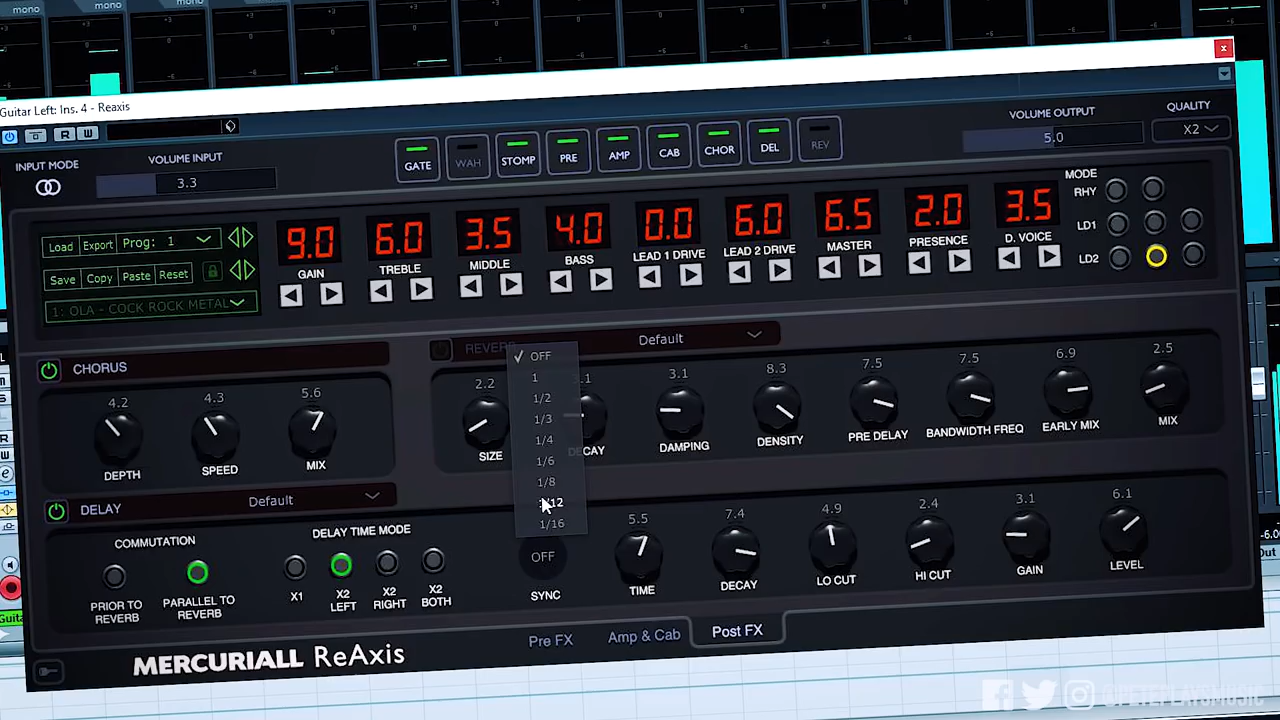 mono
mono
mono
Guitar Left: Ins. 4 - Reaxis
R W
INPUT MODE
VOLUME INPUT
3.3
GATE
WAH
STOMP
PRE
AMP
CAB
CHOR
DEL
REV
VOLUME OUTPUT
5.0
QUALITY
X2
Load Export Prog: 1
Save Copy Paste Reset
1: OLA - COCK ROCK METAL
9.0 6.0 3.5 4.0 0.0 6.0 6.5 2.0 3.5
GAIN TREBLE MIDDLE BASS LEAD 1 DRIVE LEAD 2 DRIVE MASTER PRESENCE D. VOICE
MODE
RHY
LD1
LD2
CHORUS
4.2 4.3 5.6
DEPTH SPEED MIX
REVERB
Default
2.2 3.1 8.3 7.5 7.5 6.9 2.5
SIZE DAMPING DENSITY PRE DELAY BANDWIDTH FREQ EARLY MIX MIX
✓ OFF
1
1/2
1/3
1/4
1/6
1/8
1/12
1/16
DELAY
Default
COMMUTATION
PRIOR TO
REVERB
PARALLEL TO
REVERB
DELAY TIME MODE
X1
X2
LEFT
X2
RIGHT
X2
BOTH
OFF
SYNC
5.5 7.4 4.9 2.4 3.1 6.1
TIME DECAY LO CUT HI CUT GAIN LEVEL
Pre FX Amp & Cab Post FX
MERCURIALL ReAxis
@PETEPLAYSMUSIC